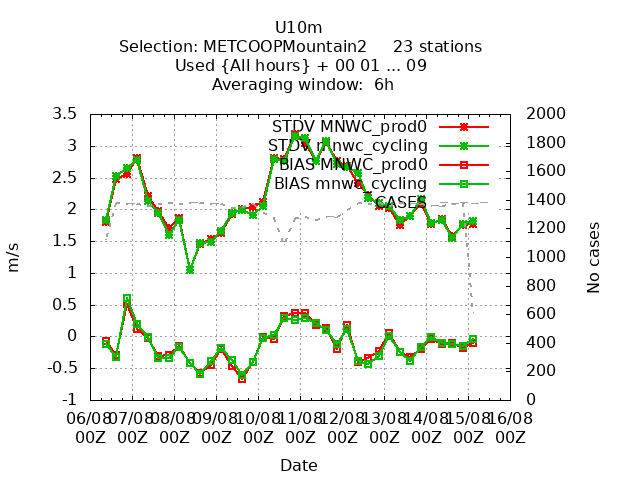 U10m
Selection: METCOOPMountain2 23 stations
Used {All hours} + 00 01 ... 09
Averaging window: 6h
3.5
3
2.5
2
1.5
1
0.5
0
-0.5
-1
m/s
STDV MNWC_prod0
STDV mnwc_cycling
BIAS MNWC_prod0
BIAS mnwc_cycling
CASES
2000
1800
1600
1400
1200
1000
800
600
400
200
0
No cases
06/08 07/08 08/08 09/08 10/08 11/08 12/08 13/08 14/08 15/08 16/08
00Z 00Z 00Z 00Z 00Z 00Z 00Z 00Z 00Z 00Z 00Z
Date